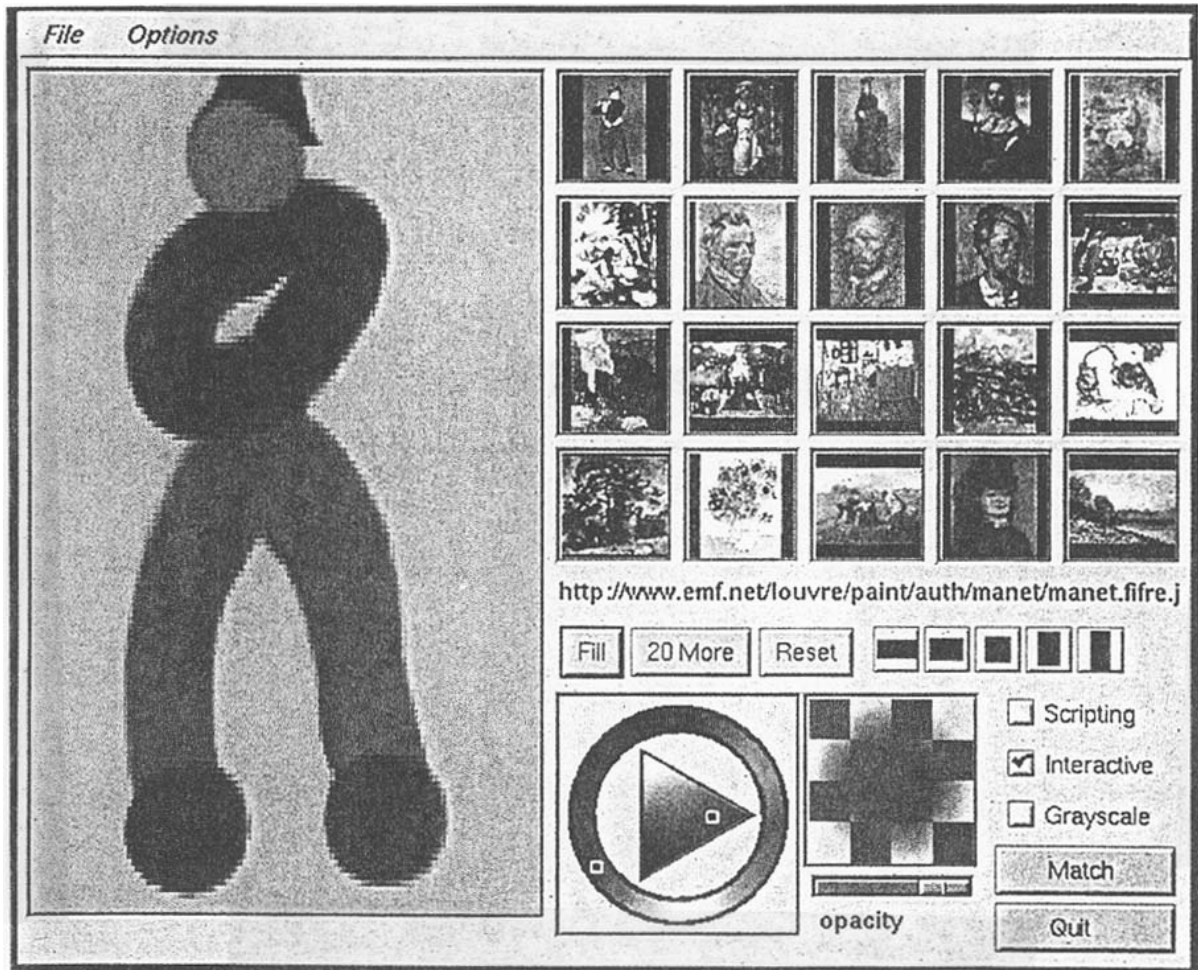 File Options
http://www.emf.net/louvre/paint/auth/manet/manet.fifre.j
Fill 20 More Reset
Scripting
Interactive
Grayscale
Match
opacity
Quit